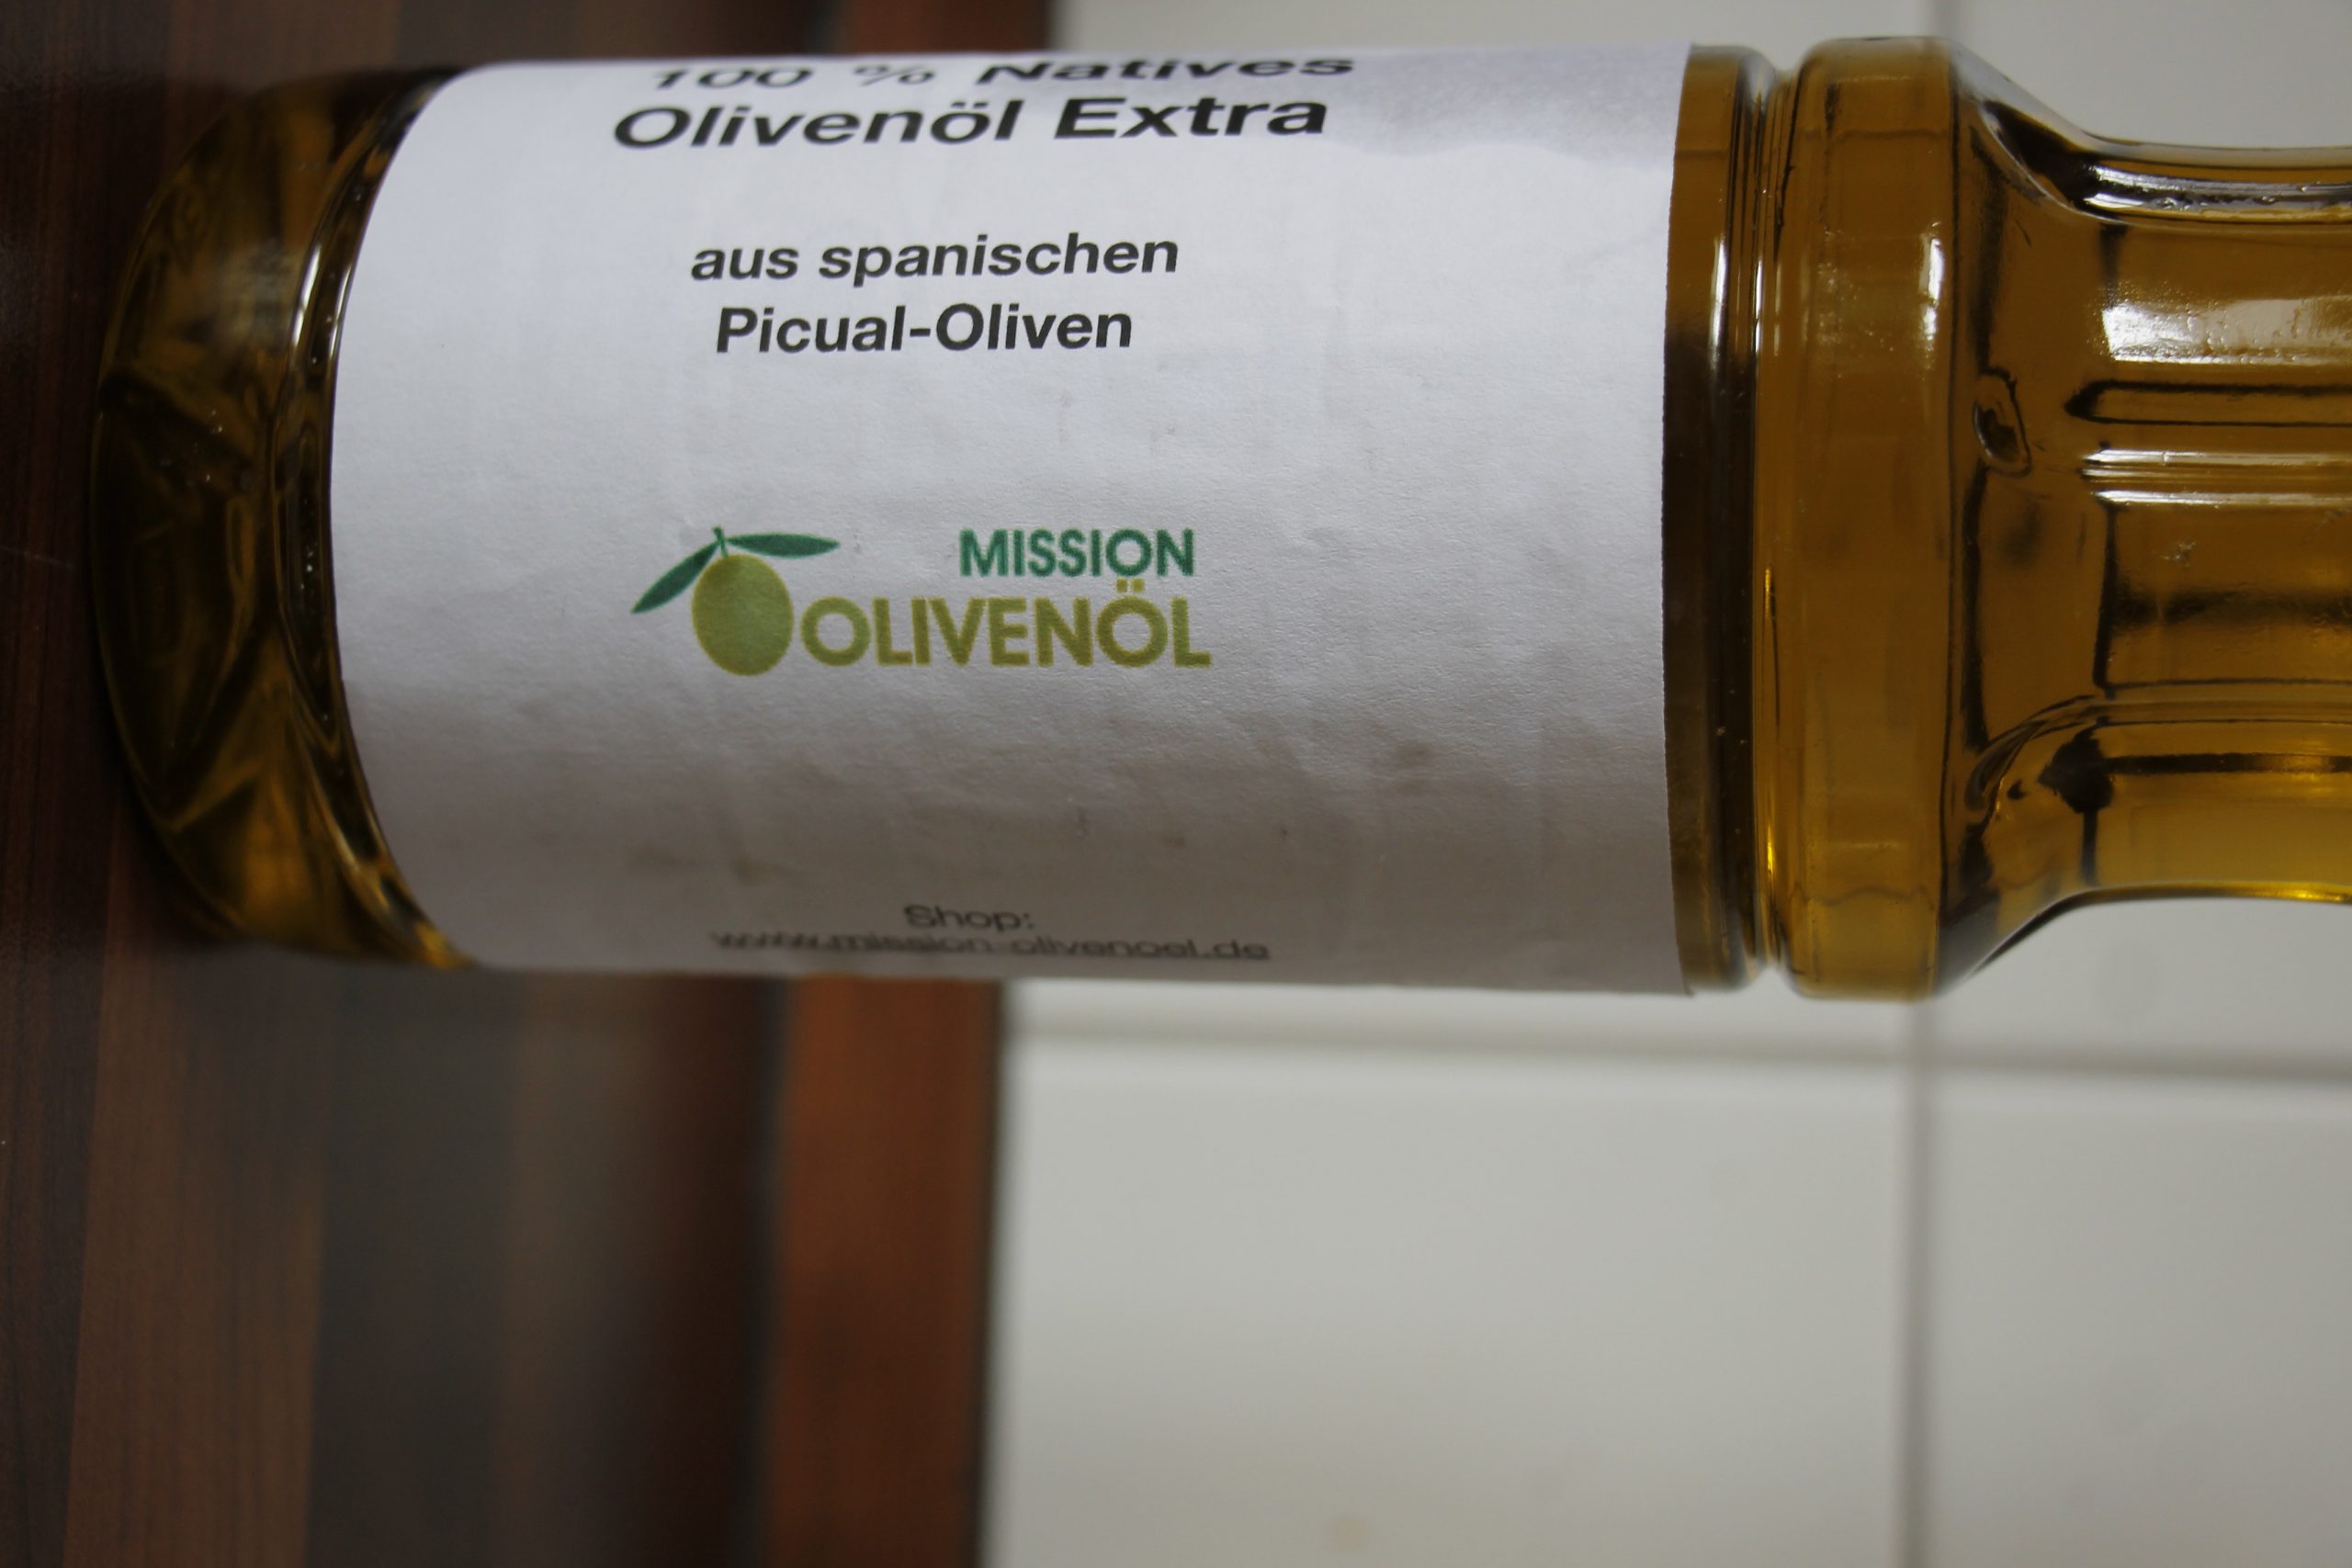 100 % Natives
Olivenöl Extra
aus spanischen
Picual-Oliven
MISSION
OLIVENÖL
Shop:
www.mission-olivenoel.de